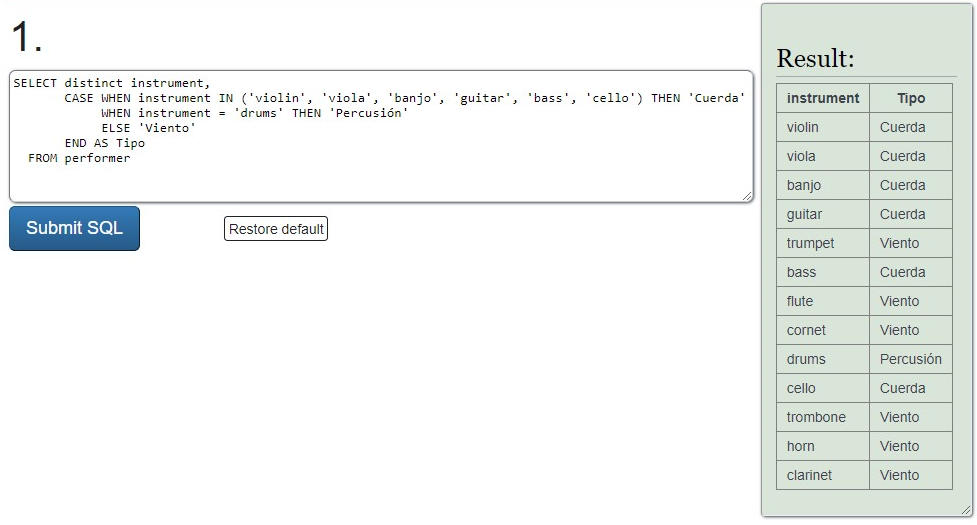 1.
SELECT distinct instrument,
CASE WHEN instrument IN ('violin', 'viola', 'banjo', 'guitar', 'bass', 'cello') THEN 'Cuerda'
WHEN instrument = 'drums' THEN 'Percusión'
ELSE 'Viento'
END AS Tipo
FROM performer
Submit SQL
Restore default
Result:
instrument Tipo
violin Cuerda
viola Cuerda
banjo Cuerda
guitar Cuerda
trumpet Viento
bass Cuerda
flute Viento
cornet Viento
drums Percusión
cello Cuerda
trombone Viento
horn Viento
clarinet Viento